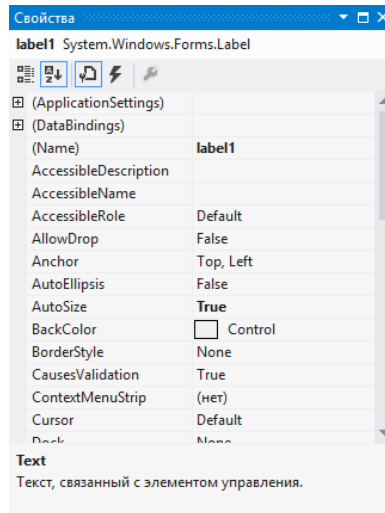 Свойства
label1 System.Windows.Forms.Label
(ApplicationSettings)
(DataBindings)
(Name) label1
AccessibleDescription
AccessibleName
AccessibleRole Default
AllowDrop False
Anchor Top, Left
AutoEllipsis False
AutoSize True
BackColor Control
BorderStyle None
CausesValidation True
ContextMenuStrip (нет)
Cursor Default
Dock None
Text
Текст, связанный с элементом управления.